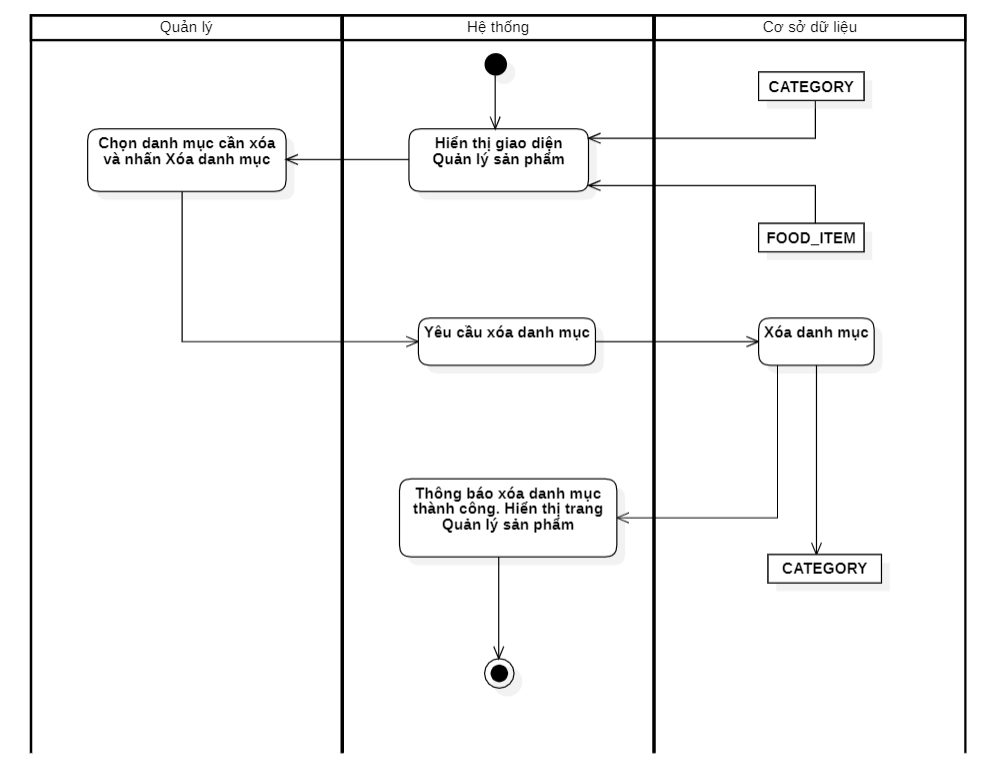 Quản lý
Hệ thống
Cơ sở dữ liệu
CATEGORY
Chọn danh mục cần xóa
và nhấn Xóa danh mục
Hiển thị giao diện
Quản lý sản phẩm
FOOD_ITEM
Yêu cầu xóa danh mục
Xóa danh mục
Thông báo xóa danh mục
thành công. Hiển thị trang
Quản lý sản phẩm
CATEGORY